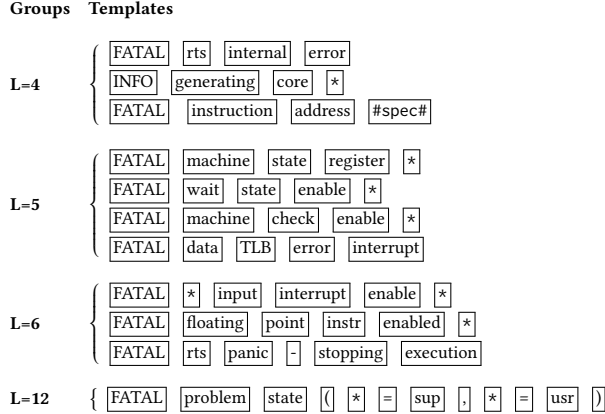 Groups Templates
FATAL rts internal error
L=4 INFO generating core *
FATAL instruction address #spec#
FATAL machine state register *
FATAL wait state enable *
L=5
FATAL machine check enable *
FATAL data TLB error interrupt
FATAL * input interrupt enable *
L=6 FATAL floating point instr enabled *
FATAL rts panic - stopping execution
L=12 { FATAL problem state ( * = sup , * = usr )